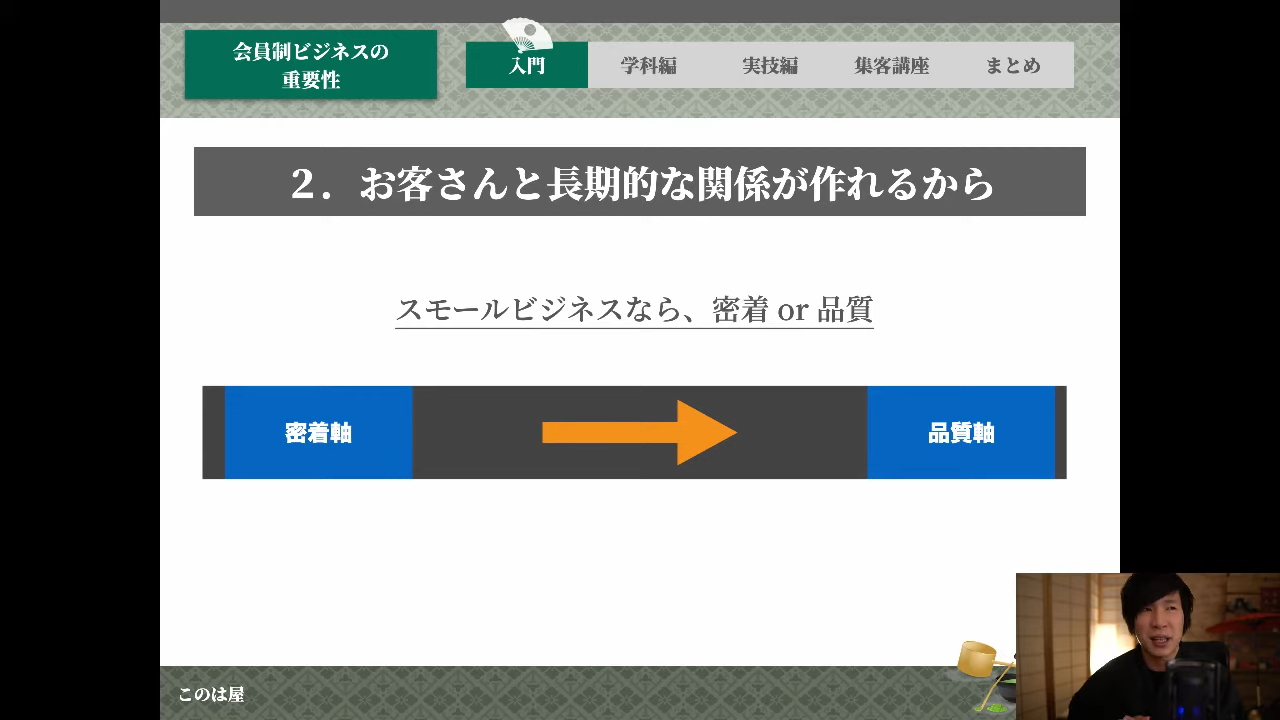 会員制ビジネスの
重要性
入門
学科編
実技編
集客講座
まとめ
２．お客さんと長期的な関係が作れるから
スモールビジネスなら、密着 or 品質
密着軸
品質軸
このは屋